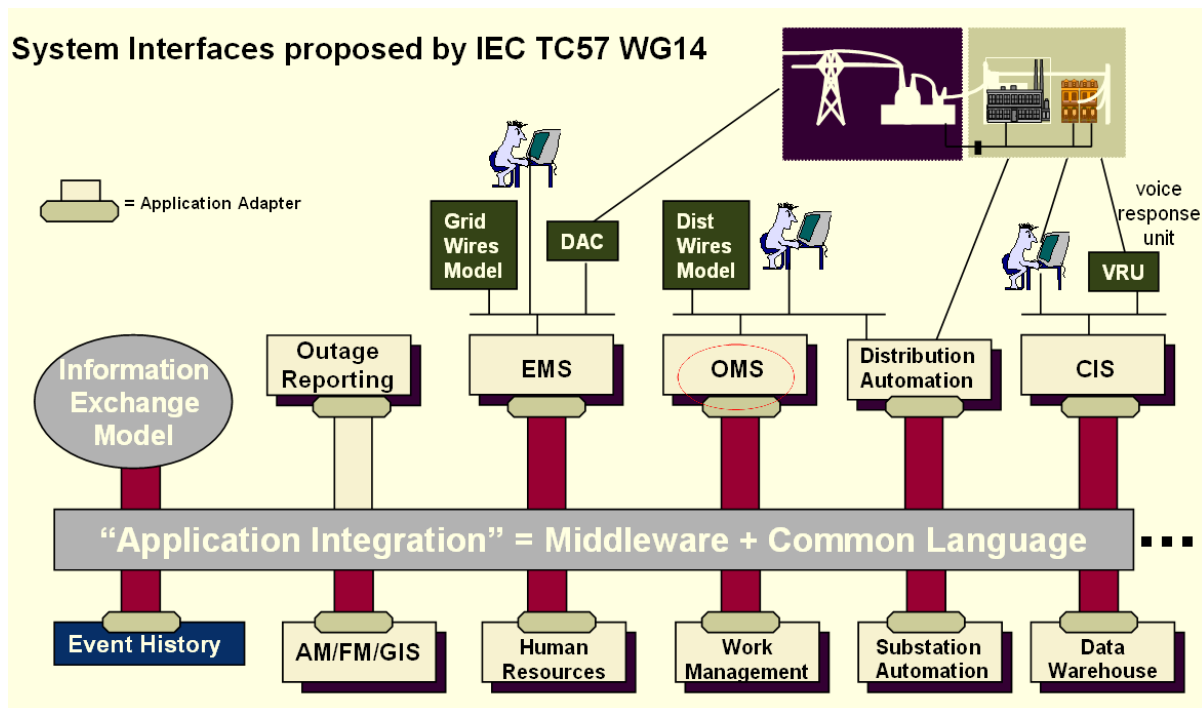 System Interfaces proposed by IEC TC57 WG14
= Application Adapter
Grid
Wires
Model
DAC
Dist
Wires
Model
voice
response
unit
VRU
Information
Exchange
Model
Outage
Reporting
EMS
OMS
Distribution
Automation
CIS
“Application Integration” = Middleware + Common Language
Event History
AM/FM/GIS
Human
Resources
Work
Management
Substation
Automation
Data
Warehouse